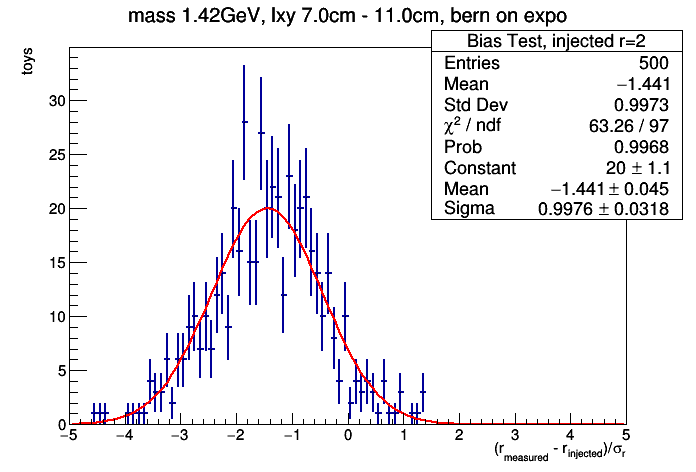 mass 1.42GeV, lxy 7.0cm - 11.0cm, bern on expo
toys
Bias Test, injected r=2
Entries 500
Mean −1.441
Std Dev 0.9973
χ² / ndf 63.26 / 97
Prob 0.9968
Constant 20 ± 1.1
Mean −1.441 ± 0.045
Sigma 0.9976 ± 0.0318
30
25
20
15
10
5
0
−5 −4 −3 −2 −1 0 1 2 3 4 5
(r_measured - r_injected)/σ_r